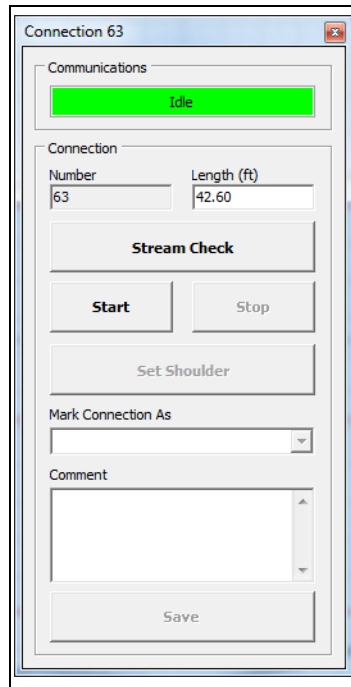 Connection 63
Communications
Idle
Connection
Number Length (ft)
63 42.60
Stream Check
Start Stop
Set Shoulder
Mark Connection As
Comment
Save